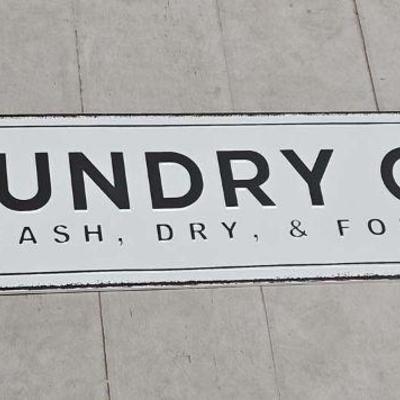 UNDRY C
ASH, DRY, & FO